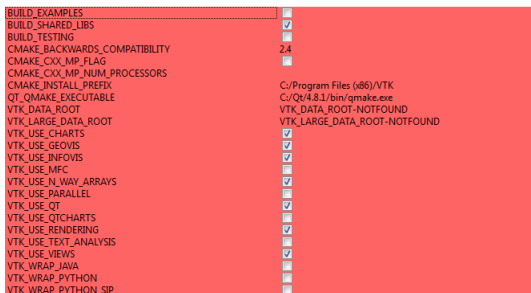 BUILD_EXAMPLES
BUILD_SHARED_LIBS
BUILD_TESTING
CMAKE_BACKWARDS_COMPATIBILITY 2.4
CMAKE_CXX_MP_FLAG
CMAKE_CXX_MP_NUM_PROCESSORS
CMAKE_INSTALL_PREFIX C:/Program Files (x86)/VTK
QT_QMAKE_EXECUTABLE C:/Qt/4.8.1/bin/qmake.exe
VTK_DATA_ROOT VTK_DATA_ROOT-NOTFOUND
VTK_LARGE_DATA_ROOT VTK_LARGE_DATA_ROOT-NOTFOUND
VTK_USE_CHARTS
VTK_USE_GEOVIS
VTK_USE_INFOVIS
VTK_USE_MFC
VTK_USE_N_WAY_ARRAYS
VTK_USE_PARALLEL
VTK_USE_QT
VTK_USE_QTCHARTS
VTK_USE_RENDERING
VTK_USE_TEXT_ANALYSIS
VTK_USE_VIEWS
VTK_WRAP_JAVA
VTK_WRAP_PYTHON
VTK_WRAP_PYTHON_SIP